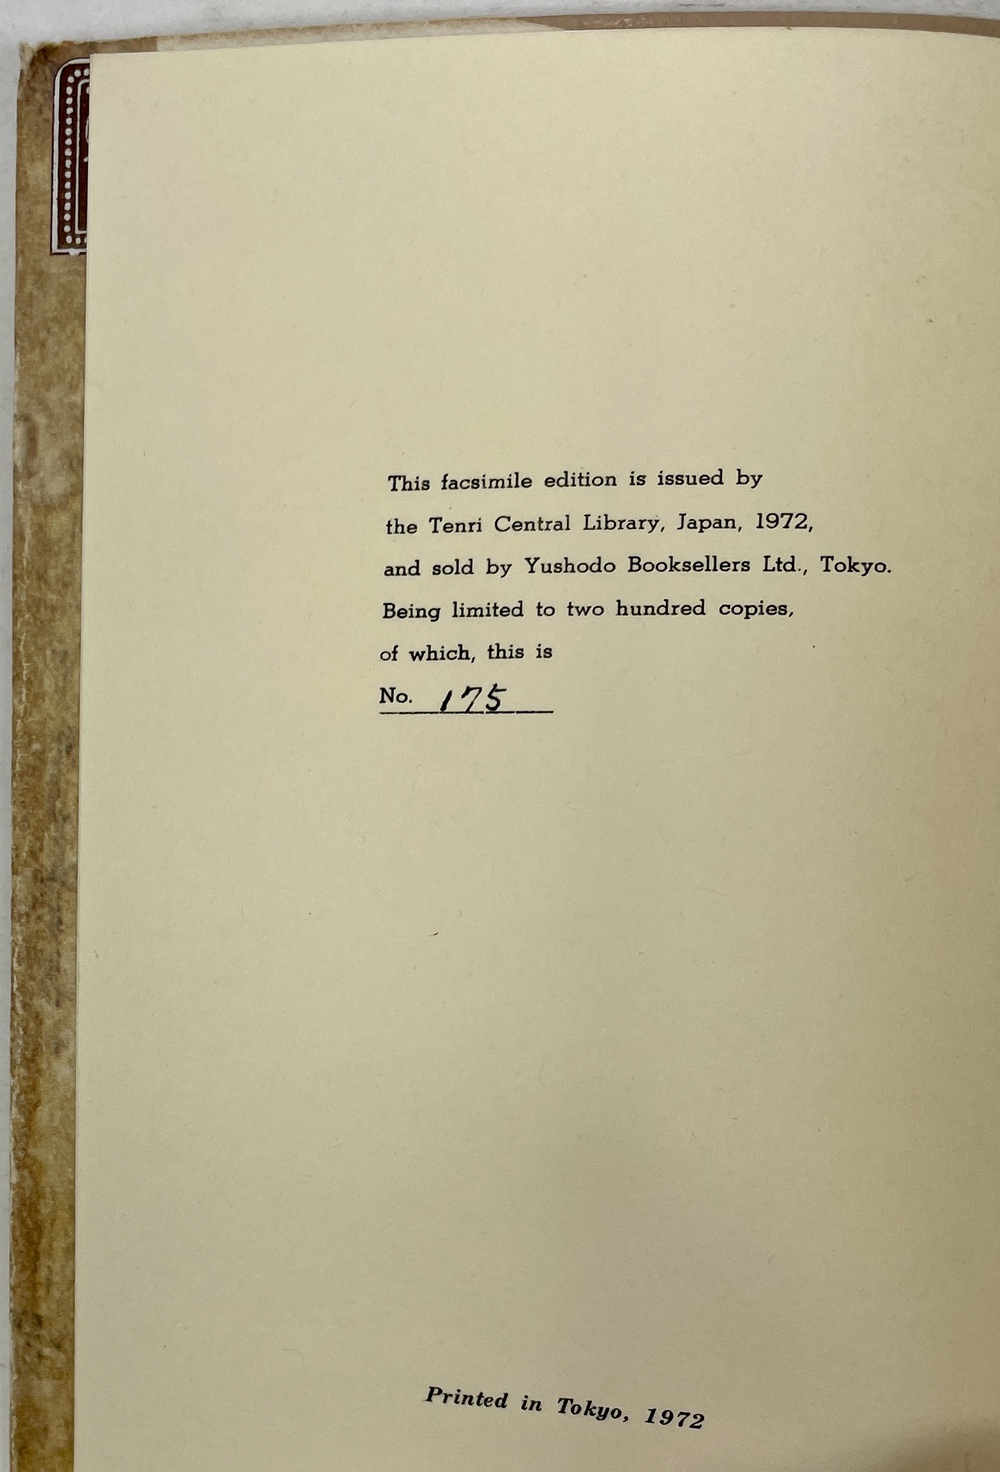 This facsimile edition is issued by
the Tenri Central Library, Japan, 1972,
and sold by Yushodo Booksellers Ltd., Tokyo.
Being limited to two hundred copies,
of which, this is
No. 175
Printed in Tokyo, 1972